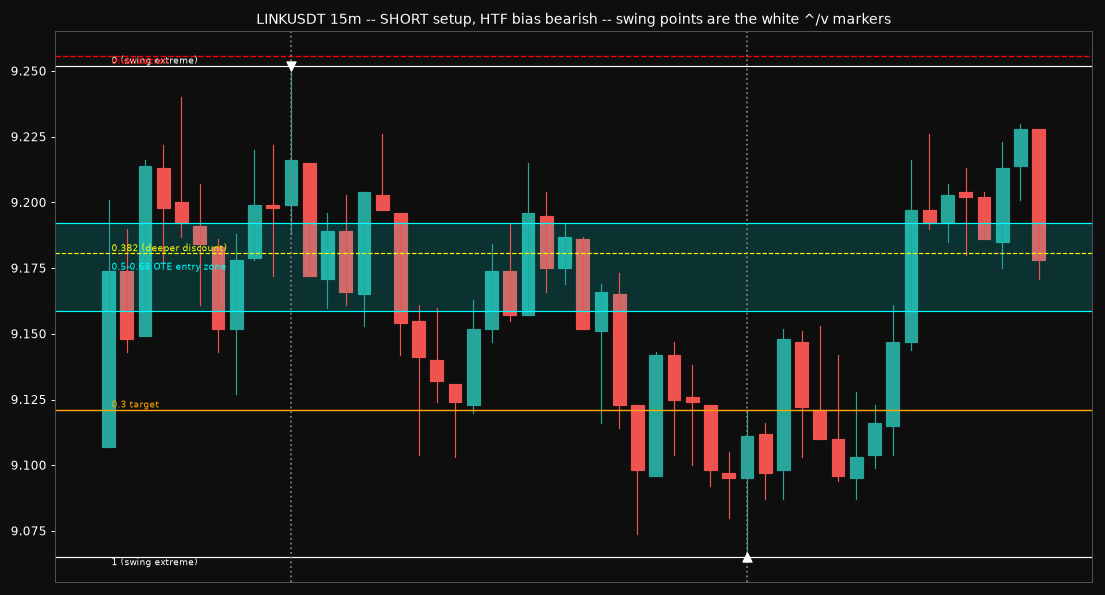 LINKUSDT 15m -- SHORT setup, HTF bias bearish -- swing points are the white ^/v markers
9.250
9.225
9.200
9.175
9.150
9.125
9.100
9.075
0 (swing extreme)
0.382 (deeper discount)
0.5-0.68 OTE entry zone
0.3 target
1 (swing extreme)